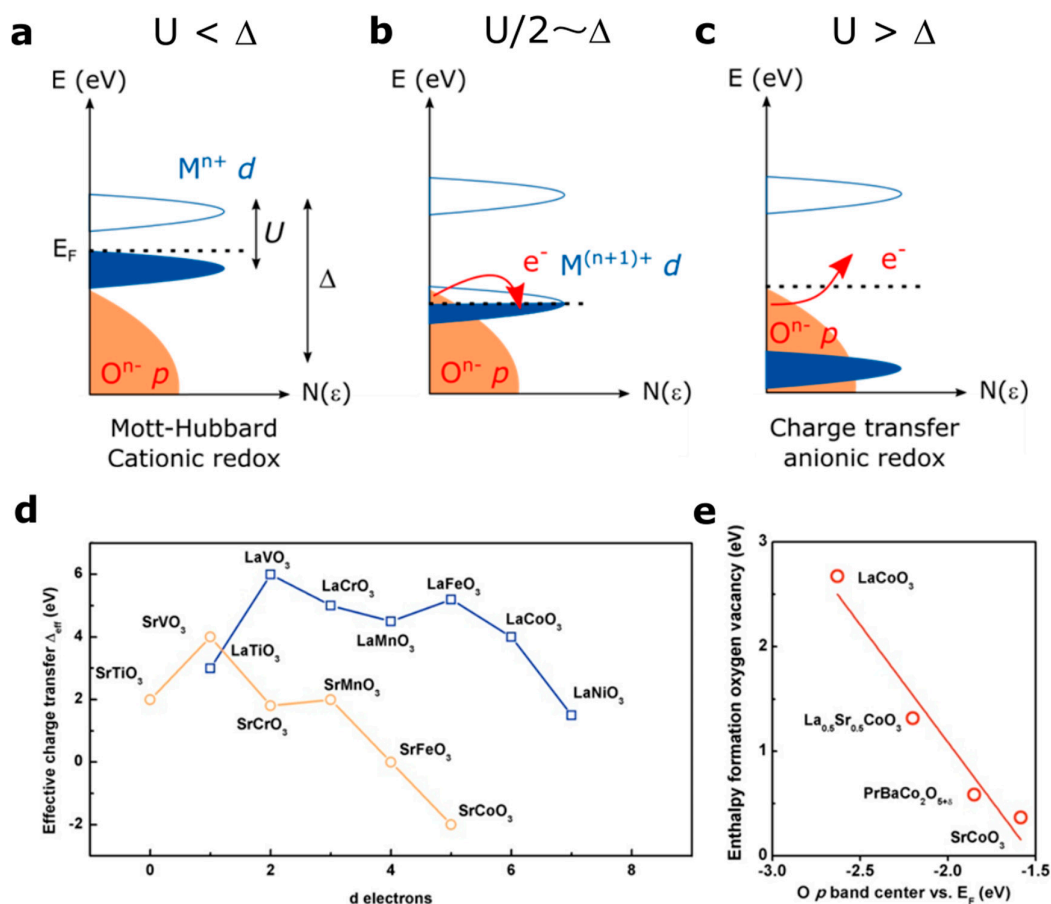 a
U < Δ
b
U/2~Δ
c
U > Δ
E (eV)
E (eV)
E (eV)
Mⁿ⁺ d
E_F
U
Δ
e⁻
M⁽ⁿ⁺¹⁾⁺ d
e⁻
Oⁿ⁻ p
Oⁿ⁻ p
Oⁿ⁻ p
N(ε)
N(ε)
N(ε)
Mott-Hubbard
Cationic redox
Charge transfer
anionic redox
d
Effective charge transfer Δ_eff (eV)
6
4
2
0
-2
0
2
4
6
8
d electrons
SrTiO₃
SrVO₃
SrCrO₃
SrMnO₃
SrFeO₃
SrCoO₃
LaTiO₃
LaVO₃
LaCrO₃
LaMnO₃
LaFeO₃
LaCoO₃
LaNiO₃
e
Enthalpy formation oxygen vacancy (eV)
3
2
1
0
-3.0
-2.5
-2.0
-1.5
O p band center vs. E_F (eV)
LaCoO₃
La₀.₅Sr₀.₅CoO₃
PrBaCo₂O₅₊δ
SrCoO₃